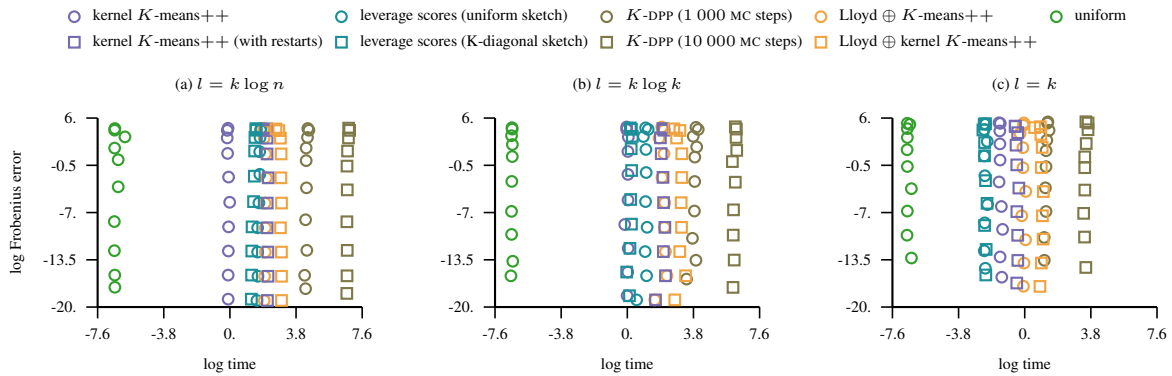 kernel K-means++ leverage scores (uniform sketch) K-DPP (1 000 MC steps) Lloyd ⊕ K-means++ uniform
kernel K-means++ (with restarts) leverage scores (K-diagonal sketch) K-DPP (10 000 MC steps) Lloyd ⊕ kernel K-means++
(a) l = k log n
(b) l = k log k
(c) l = k
log Frobenius error
6.
-0.5
-7.
-13.5
-20.
-7.6 -3.8 0. 3.8 7.6
log time
6.
-0.5
-7.
-13.5
-20.
-7.6 -3.8 0. 3.8 7.6
log time
6.
-0.5
-7.
-13.5
-20.
-7.6 -3.8 0. 3.8 7.6
log time